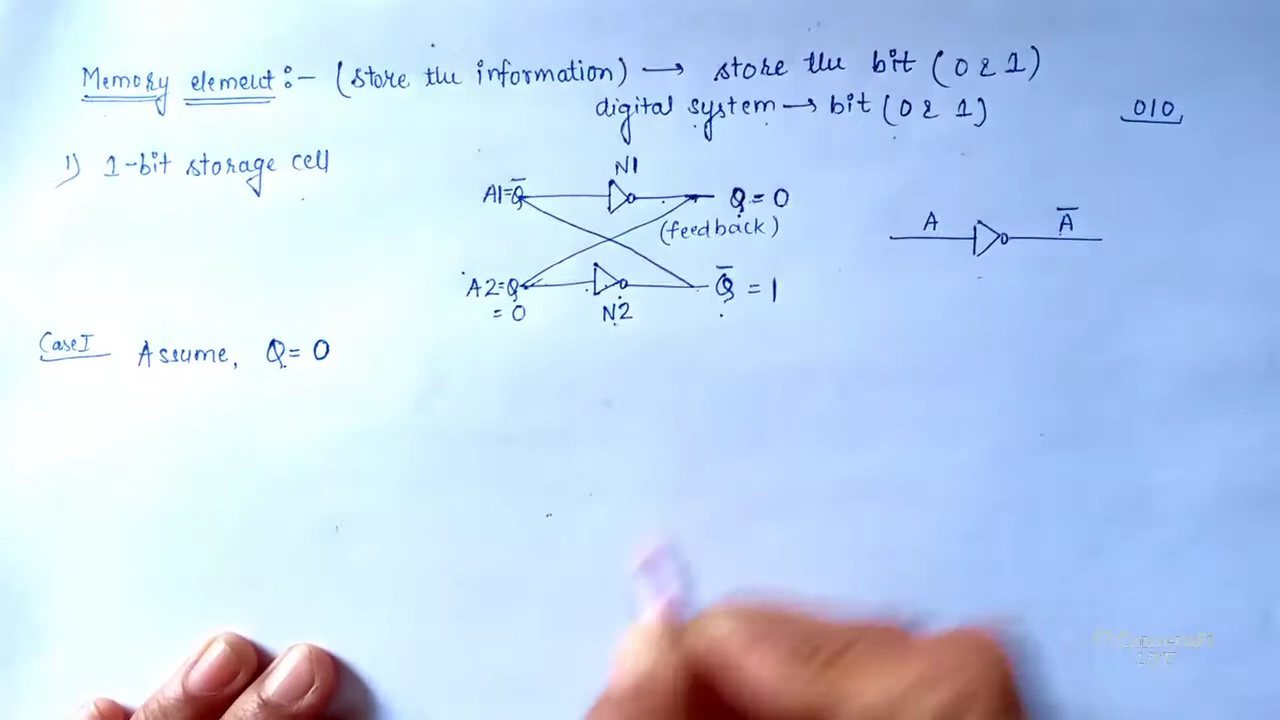 Memory element :- (store the information) → store the bit (0 & 1)
digital system → bit (0 & 1)
010
1) 1-bit storage cell
N1
A1=Q̅
Q = 0
(feedback)
A
A̅
A2=Q
= 0
N2
Q̅ = 1
Case I Assume, Q = 0